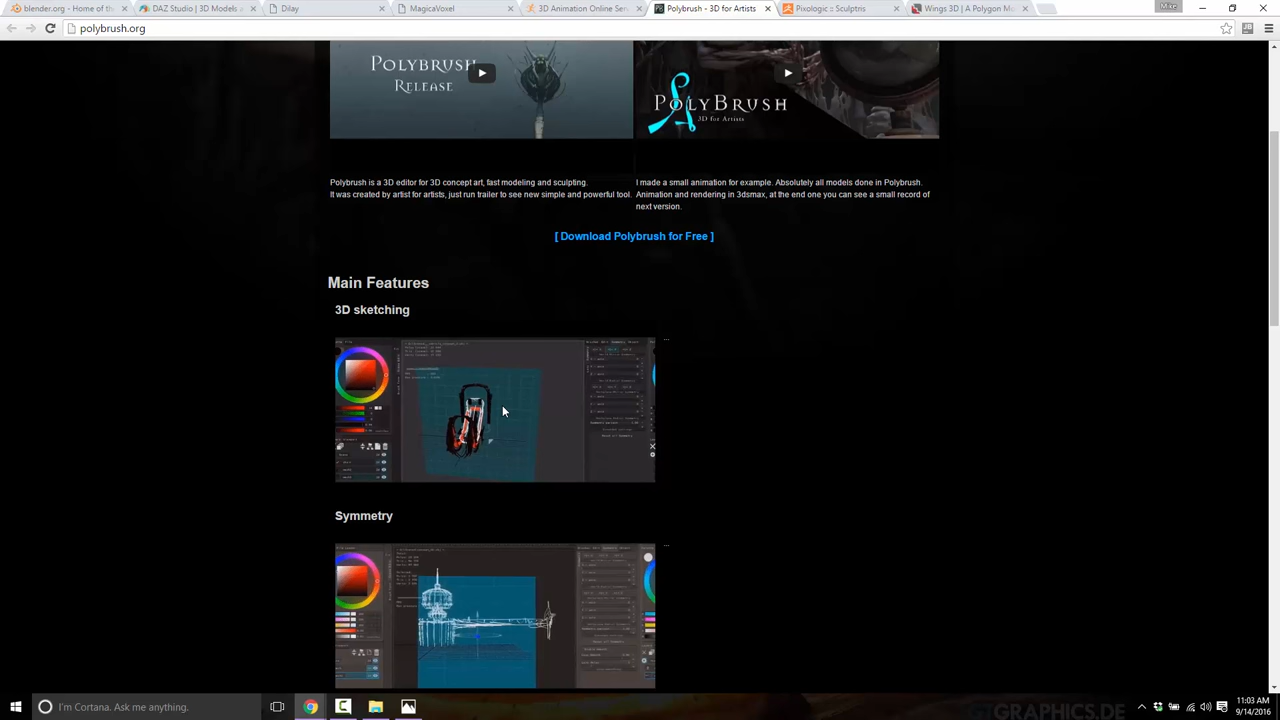 blender.org - Home of th
DAZ Studio | 3D Models a
Dilay
MagicaVoxel
3D Animation Online Serv
Polybrush - 3D for Artists
Pixologic :: Sculptris
Wings 3D | A Polygon Mo
Mike
polybrush.org
POLYBRUSH
RELEASE
POLYBRUSH
3D for Artists
Polybrush is a 3D editor for 3D concept art, fast modeling and sculpting.
It was created by artist for artists, just run trailer to see new simple and powerful tool.
I made a small animation for example. Absolutely all models done in Polybrush.
Animation and rendering in 3dsmax, at the end one you can see a small record of
next version.
[ Download Polybrush for Free ]
Main Features
3D sketching
...
Symmetry
...
I'm Cortana. Ask me anything.
GRAPHICS.DE
11:03 AM
9/14/2016